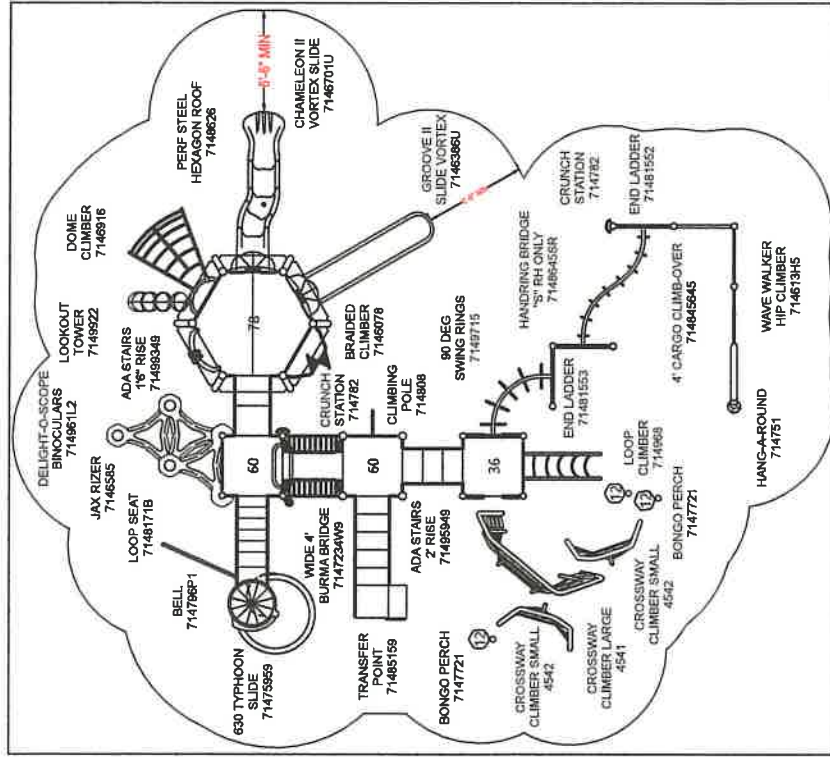 PERF STEEL
HEXAGON ROOF
7148626
6'-6" MIN
CHAMELEON II
VORTEX SLIDE
7146701U
DOME
CLIMBER
7146916
LOOKOUT
TOWER
7149922
ADA STAIRS
1'6" RISE
71499349
DELIGHT-O-SCOPE
BINOCULARS
714961L2
JAX RIZER
7146585
LOOP SEAT
7148171B
BELL
714796P1
630 TYPHOON
SLIDE
71475959
78
60
60
36
GROOVE II
SLIDE VORTEX
7146386U
BRAIDED
CLIMBER
7146078
CRUNCH
STATION
714782
CLIMBING
POLE
714808
WIDE 4'
BURMA BRIDGE
7147234W9
TRANSFER
POINT
71485159
ADA STAIRS
2' RISE
71495949
90 DEG
SWING RINGS
7149715
HANDRING BRIDGE
"S" RH ONLY
7148645SR
CRUNCH
STATION
714782
END LADDER
71481552
END LADDER
71481553
4' CARGO CLIMB-OVER
714845645
WAVE WALKER
HIP CLIMBER
714613H5
HANG-A-ROUND
714751
LOOP
CLIMBER
714968
12
12
BONGO PERCH
7147721
12
BONGO PERCH
7147721
CROSSWAY
CLIMBER SMALL
4542
CROSSWAY
CLIMBER LARGE
4541
CROSSWAY
CLIMBER SMALL
4542